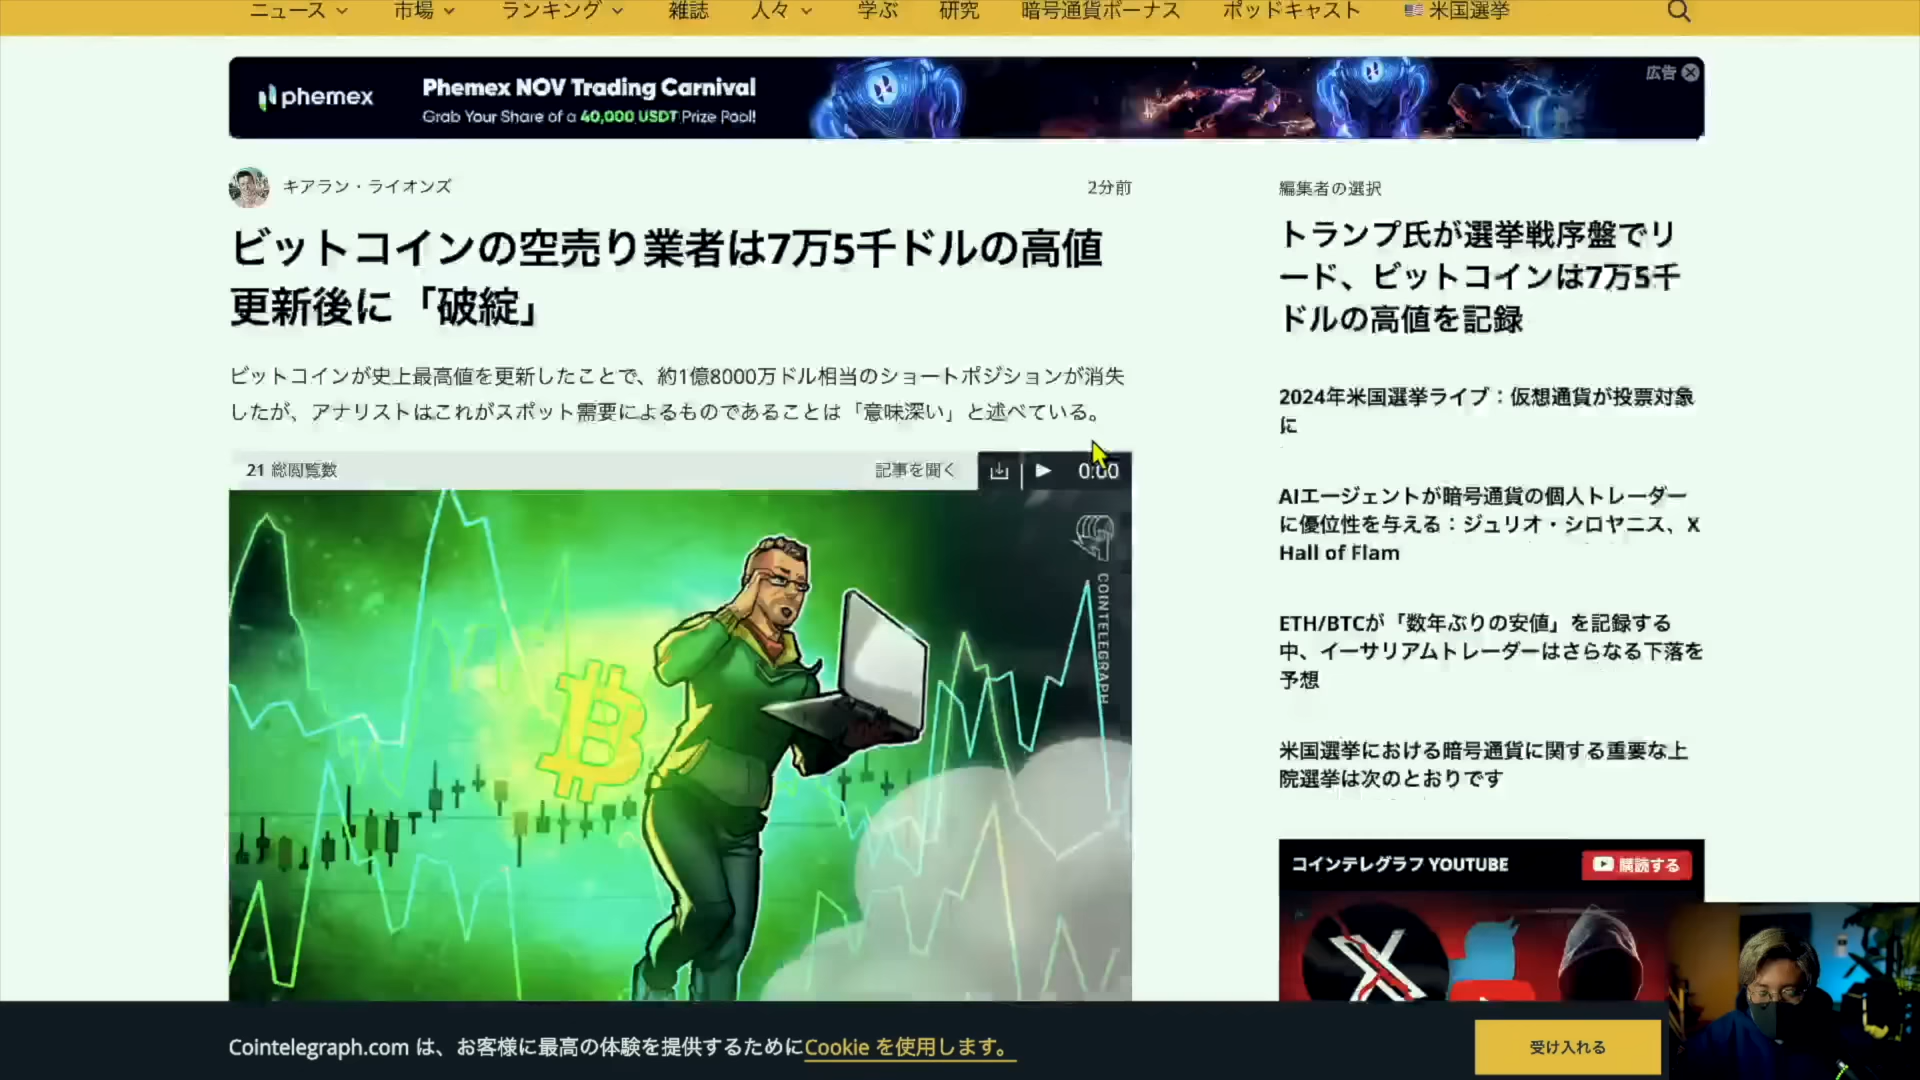 ニュース
市場
ランキング
雑誌
人々
学ぶ
研究
暗号通貨ボーナス
ポッドキャスト
米国選挙
phemex
Phemex NOV Trading Carnival
Grab Your Share of a 40,000 USDT Prize Pool!
広告
キアラン・ライオンズ
2分前
ビットコインの空売り業者は7万5千ドルの高値
更新後に「破綻」
ビットコインが史上最高値を更新したことで、約1億8000万ドル相当のショートポジションが消失
したが、アナリストはこれがスポット需要によるものであることは「意味深い」と述べている。
21 総閲覧数
記事を聞く
0:00
COINTELEGRAPH
編集者の選択
トランプ氏が選挙戦序盤でリ
ード、ビットコインは7万5千
ドルの高値を記録
2024年米国選挙ライブ：仮想通貨が投票対象
に
AIエージェントが暗号通貨の個人トレーダー
に優位性を与える：ジュリオ・シロヤニス、X
Hall of Flam
ETH/BTCが「数年ぶりの安値」を記録する
中、イーサリアムトレーダーはさらなる下落を
予想
米国選挙における暗号通貨に関する重要な上
院選挙は次のとおりです
コインテレグラフ YOUTUBE
購読する
Cointelegraph.com は、お客様に最高の体験を提供するためにCookie を使用します。
受け入れる